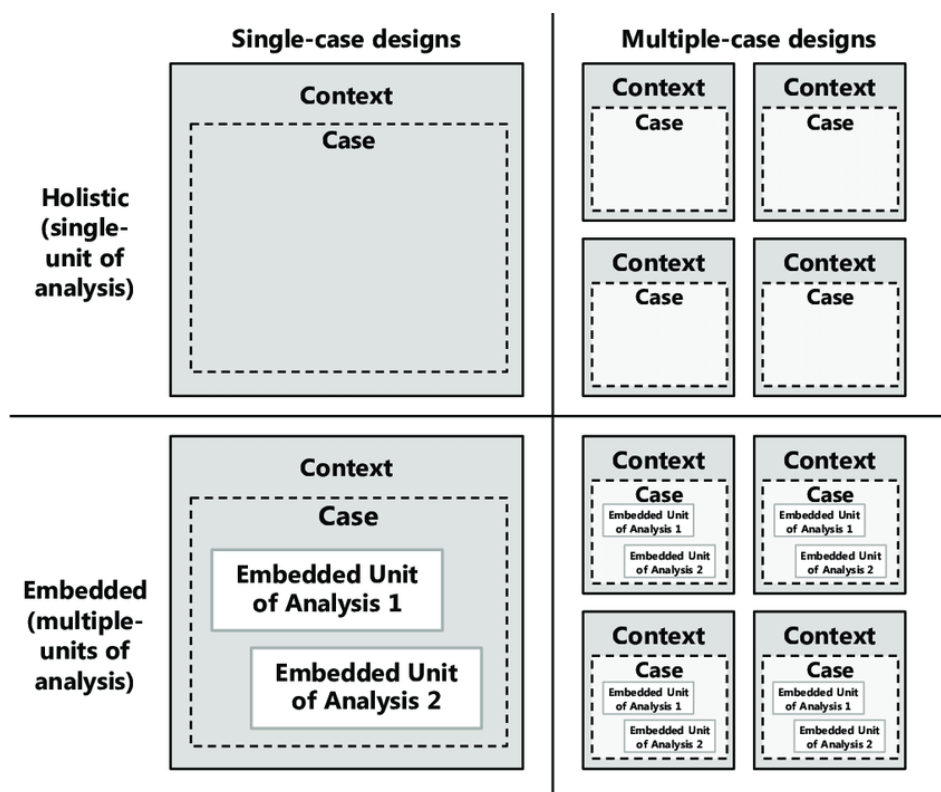 Single-case designs
Multiple-case designs
Holistic
(single-
unit of
analysis)
Context
Case
Context
Case
Context
Case
Context
Case
Context
Case
Embedded
(multiple-
units of
analysis)
Context
Case
Embedded Unit
of Analysis 1
Embedded Unit
of Analysis 2
Context
Case
Embedded Unit
of Analysis 1
Embedded Unit
of Analysis 2
Context
Case
Embedded Unit
of Analysis 1
Embedded Unit
of Analysis 2
Context
Case
Embedded Unit
of Analysis 1
Embedded Unit
of Analysis 2
Context
Case
Embedded Unit
of Analysis 1
Embedded Unit
of Analysis 2